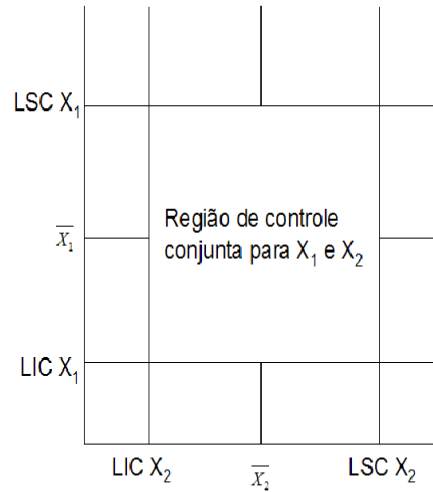 LSC X₁
Região de controle
conjunta para X₁ e X₂
X̅₁
LIC X₁
LIC X₂
X̅₂
LSC X₂